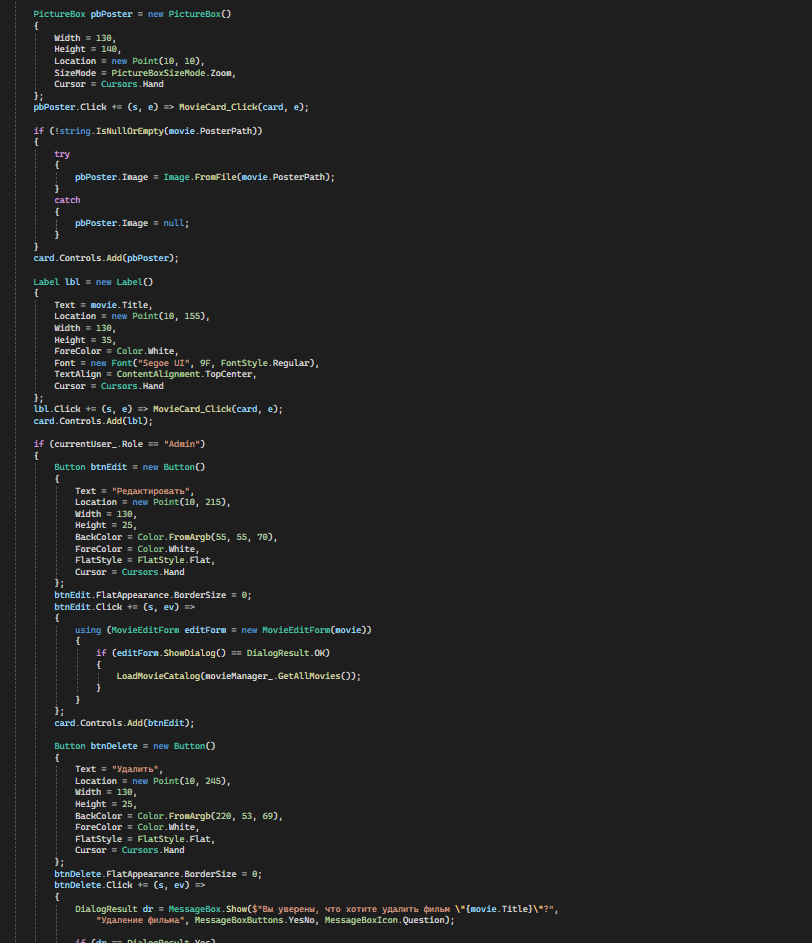 PictureBox pbPoster = new PictureBox()
{
Width = 130,
Height = 140,
Location = new Point(10, 10),
SizeMode = PictureBoxSizeMode.Zoom,
Cursor = Cursors.Hand
};
pbPoster.Click += (s, e) => MovieCard_Click(card, e);
if (!string.IsNullOrEmpty(movie.PosterPath))
{
try
{
pbPoster.Image = Image.FromFile(movie.PosterPath);
}
catch
{
pbPoster.Image = null;
}
}
card.Controls.Add(pbPoster);
Label lbl = new Label()
{
Text = movie.Title,
Location = new Point(10, 155),
Width = 130,
Height = 35,
ForeColor = Color.White,
Font = new Font("Segoe UI", 9F, FontStyle.Regular),
TextAlign = ContentAlignment.TopCenter,
Cursor = Cursors.Hand
};
lbl.Click += (s, e) => MovieCard_Click(card, e);
card.Controls.Add(lbl);
if (currentUser_.Role == "Admin")
{
Button btnEdit = new Button()
{
Text = "Редактировать",
Location = new Point(10, 215),
Width = 130,
Height = 25,
BackColor = Color.FromArgb(55, 55, 70),
ForeColor = Color.White,
FlatStyle = FlatStyle.Flat,
Cursor = Cursors.Hand
};
btnEdit.FlatAppearance.BorderSize = 0;
btnEdit.Click += (s, ev) =>
{
using (MovieEditForm editForm = new MovieEditForm(movie))
{
if (editForm.ShowDialog() == DialogResult.OK)
{
LoadMovieCatalog(movieManager_.GetAllMovies());
}
}
};
card.Controls.Add(btnEdit);
Button btnDelete = new Button()
{
Text = "Удалить",
Location = new Point(10, 245),
Width = 130,
Height = 25,
BackColor = Color.FromArgb(220, 53, 69),
ForeColor = Color.White,
FlatStyle = FlatStyle.Flat,
Cursor = Cursors.Hand
};
btnDelete.FlatAppearance.BorderSize = 0;
btnDelete.Click += (s, ev) =>
{
DialogResult dr = MessageBox.Show($"Вы уверены, что хотите удалить фильм \"{movie.Title}\"?",
"Удаление фильма", MessageBoxButtons.YesNo, MessageBoxIcon.Question);
if (dr == DialogResult.Yes)